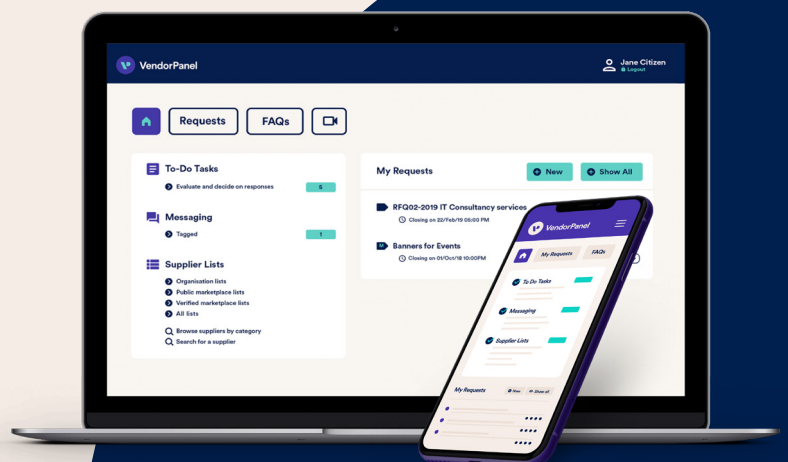 VendorPanel
Jane Citizen
Logout
Requests
FAQs
To-Do Tasks
Evaluate and decide on responses
5
Messaging
Tagged
1
Supplier Lists
Organisation lists
Public marketplace lists
Verified marketplace lists
All lists
Browse suppliers by category
Search for a supplier
My Requests
New
Show All
RFQ02-2019 IT Consultancy services
Closing on 22/Feb/19 05:00 PM
M
Banners for Events
Closing on 01/Oct/18 10:00PM
VendorPanel
My Requests
FAQs
To Do Tasks
Messaging
Supplier Lists
My Requests
New
Show all